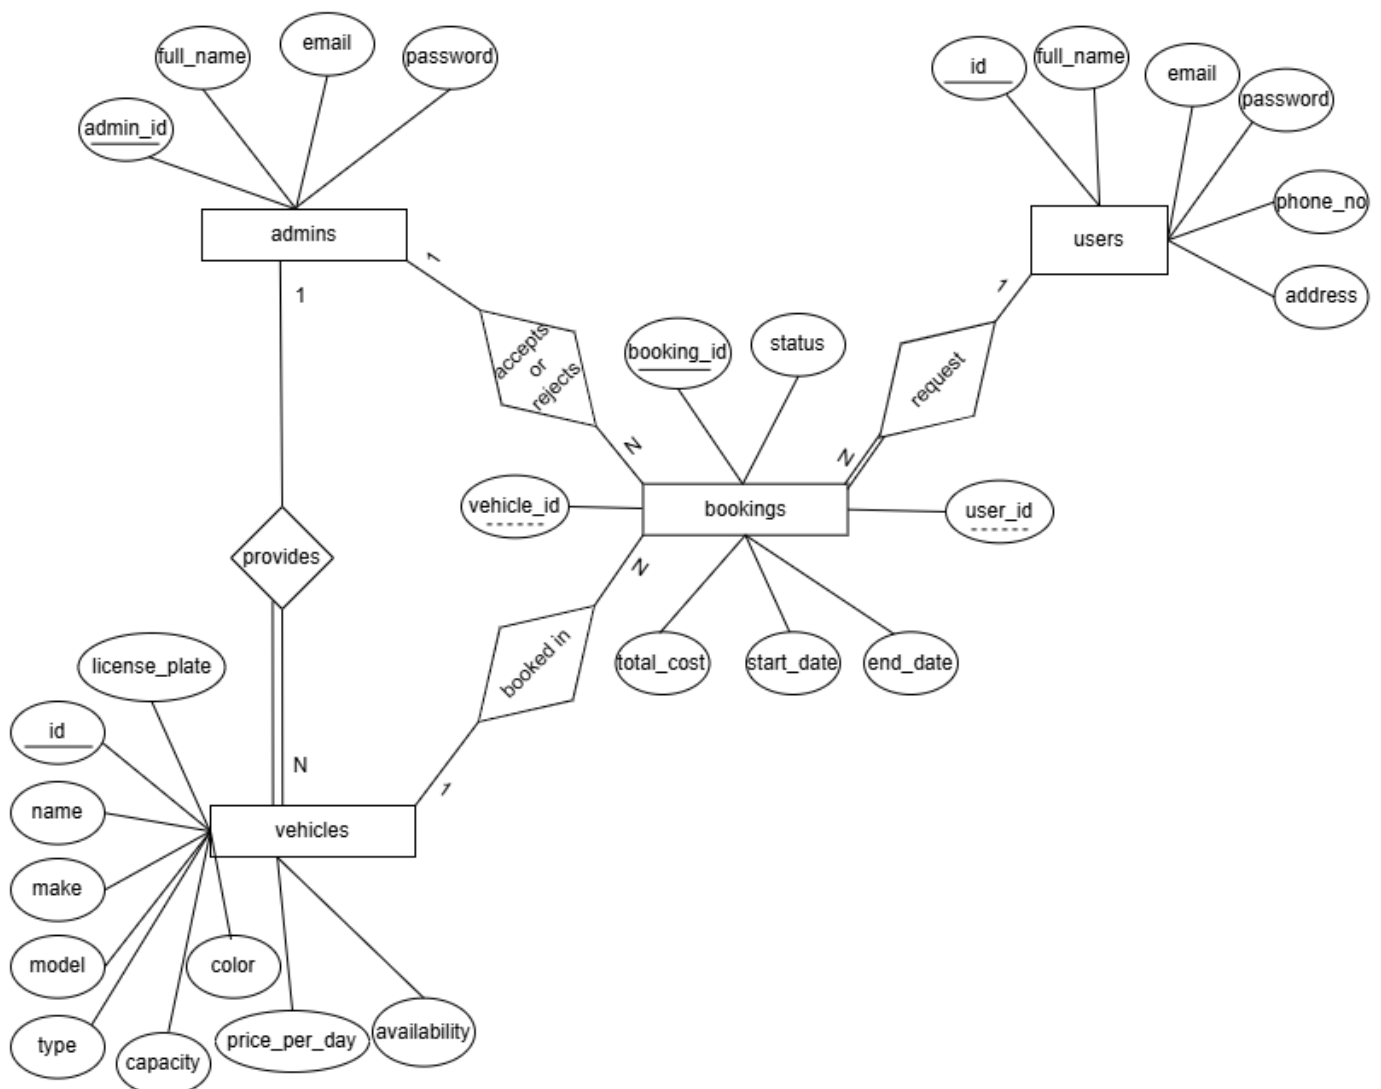 full_name
email
password
admin_id
admins
1
1
accepts
or
rejects
N
id
full_name
email
password
phone_no
address
users
1
request
N
booking_id
status
vehicle_id
bookings
user_id
N
total_cost
start_date
end_date
booked in
1
provides
N
license_plate
id
name
make
model
type
capacity
color
price_per_day
availability
vehicles